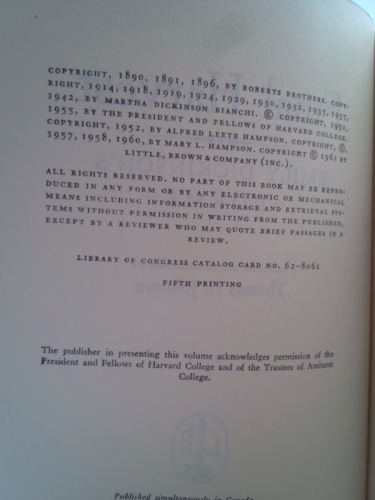 COPYRIGHT, 1890, 1891, 1896, BY ROBERTS BROTHERS. COPY-
RIGHT, 1914, 1918, 1919, 1924, 1929, 1930, 1932, 1935, 1937,
1942, BY MARTHA DICKINSON BIANCHI. © COPYRIGHT, 1951,
1955, BY THE PRESIDENT AND FELLOWS OF HARVARD COLLEGE.
COPYRIGHT, 1952, BY ALFRED LEETE HAMPSON. COPYRIGHT, ©,
1957, 1958, 1960, BY MARY L. HAMPSON. COPYRIGHT © 1961 BY
LITTLE, BROWN & COMPANY (INC.).
ALL RIGHTS RESERVED. NO PART OF THIS BOOK MAY BE REPRO-
DUCED IN ANY FORM OR BY ANY ELECTRONIC OR MECHANICAL
MEANS INCLUDING INFORMATION STORAGE AND RETRIEVAL SYS-
TEMS WITHOUT PERMISSION IN WRITING FROM THE PUBLISHER,
EXCEPT BY A REVIEWER WHO MAY QUOTE BRIEF PASSAGES IN A
REVIEW.
LIBRARY OF CONGRESS CATALOG CARD NO. 62-8061
FIFTH PRINTING
The publisher in presenting this volume acknowledges permission of the
President and Fellows of Harvard College and of the Trustees of Amherst
College.
Published simultaneously in Canada